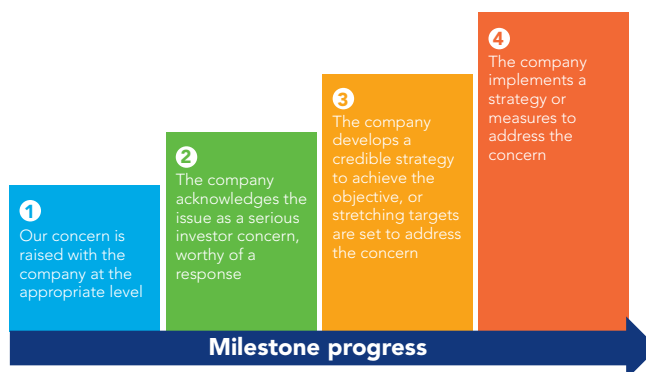 1
Our concern is
raised with the
company at the
appropriate level
2
The company
acknowledges the
issue as a serious
investor concern,
worthy of a
response
3
The company
develops a
credible strategy
to achieve the
objective, or
stretching targets
are set to address
the concern
4
The company
implements a
strategy or
measures to
address the
concern
Milestone progress